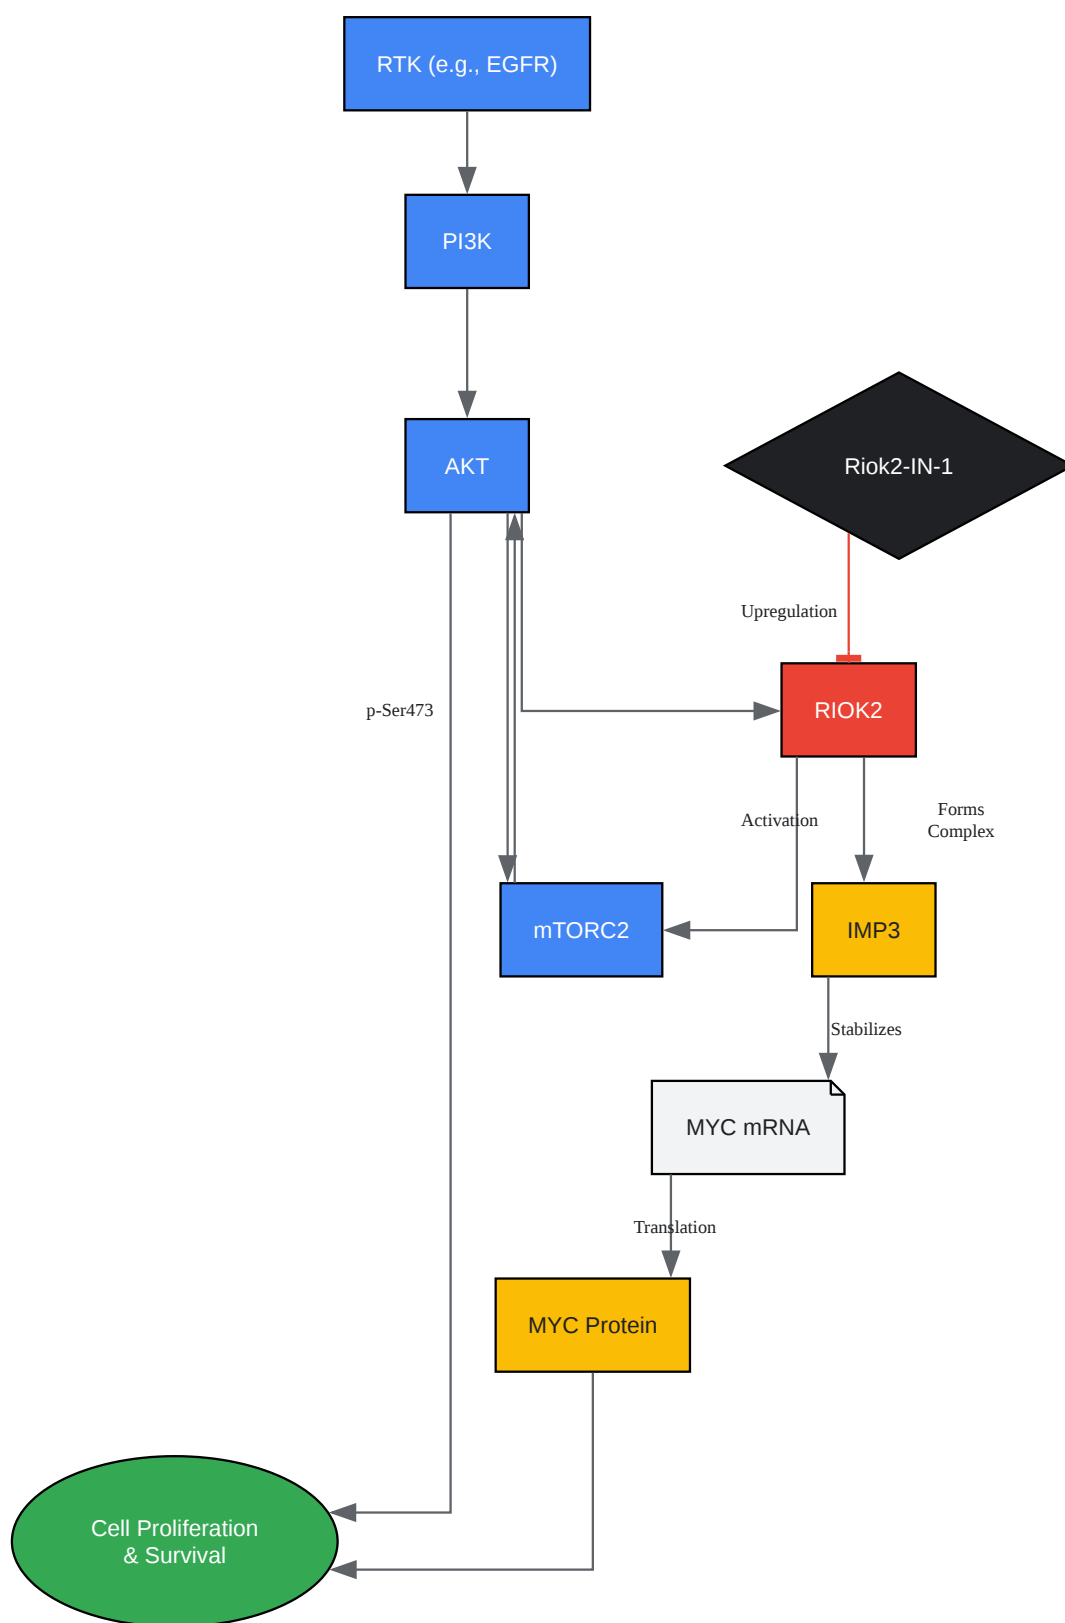 RTK (e.g., EGFR)
PI3K
AKT
Riok2-IN-1
Upregulation
p-Ser473
RIOK2
Activation
Forms
Complex
mTORC2
IMP3
Stabilizes
MYC mRNA
Translation
MYC Protein
Cell Proliferation
& Survival